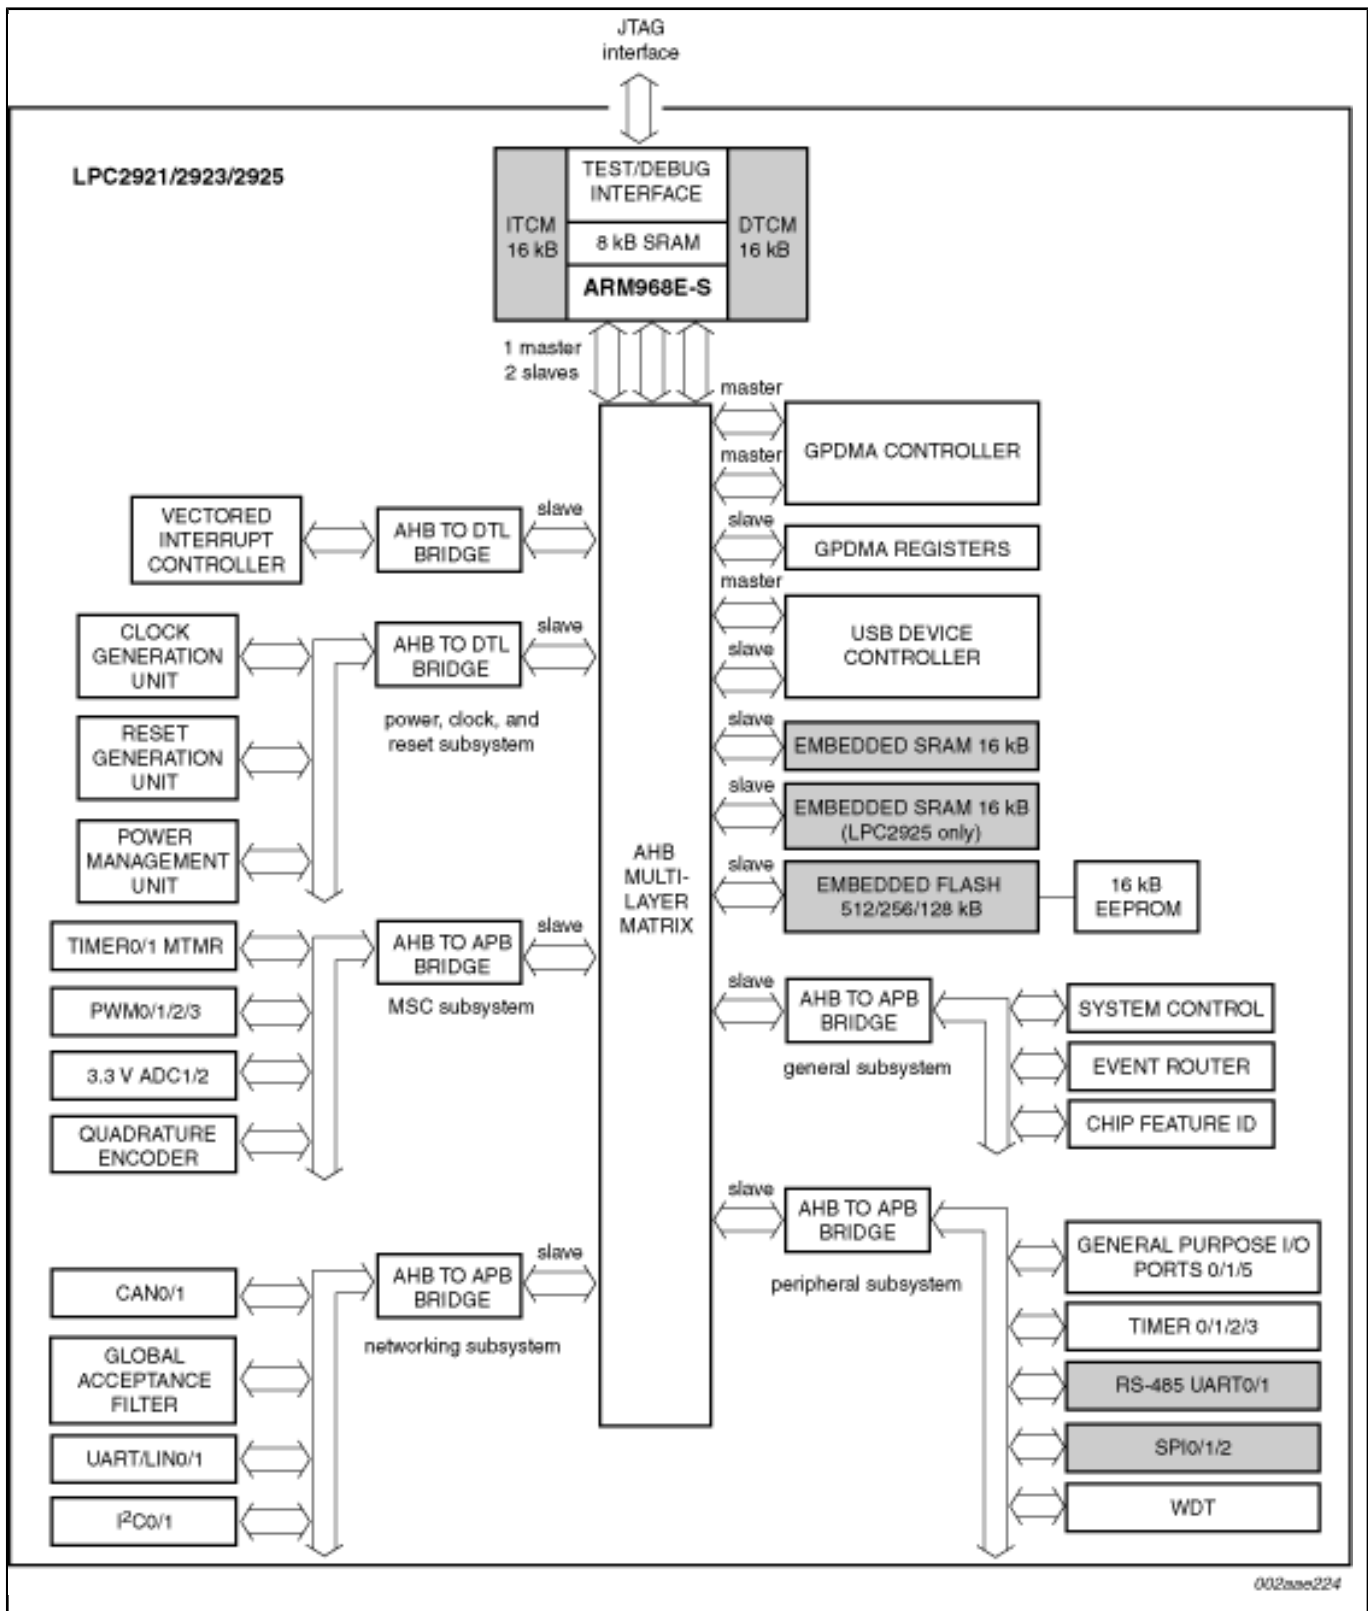 JTAG
interface
LPC2921/2923/2925
ITCM
16 kB
TEST/DEBUG
INTERFACE
8 kB SRAM
ARM968E-S
DTCM
16 kB
1 master
2 slaves
master
GPDMA CONTROLLER
master
slave
GPDMA REGISTERS
master
USB DEVICE
CONTROLLER
slave
slave
EMBEDDED SRAM 16 kB
slave
EMBEDDED SRAM 16 kB
(LPC2925 only)
slave
EMBEDDED FLASH
512/256/128 kB
16 kB
EEPROM
AHB
MULTI-
LAYER
MATRIX
VECTORED
INTERRUPT
CONTROLLER
AHB TO DTL
BRIDGE
slave
CLOCK
GENERATION
UNIT
AHB TO DTL
BRIDGE
slave
power, clock, and
reset subsystem
RESET
GENERATION
UNIT
POWER
MANAGEMENT
UNIT
TIMER0/1 MTMR
AHB TO APB
BRIDGE
slave
MSC subsystem
PWM0/1/2/3
3.3 V ADC1/2
QUADRATURE
ENCODER
slave
AHB TO APB
BRIDGE
general subsystem
SYSTEM CONTROL
EVENT ROUTER
CHIP FEATURE ID
slave
AHB TO APB
BRIDGE
peripheral subsystem
GENERAL PURPOSE I/O
PORTS 0/1/5
TIMER 0/1/2/3
RS-485 UART0/1
SPI0/1/2
WDT
CAN0/1
AHB TO APB
BRIDGE
slave
networking subsystem
GLOBAL
ACCEPTANCE
FILTER
UART/LIN0/1
I²C0/1
002aae224